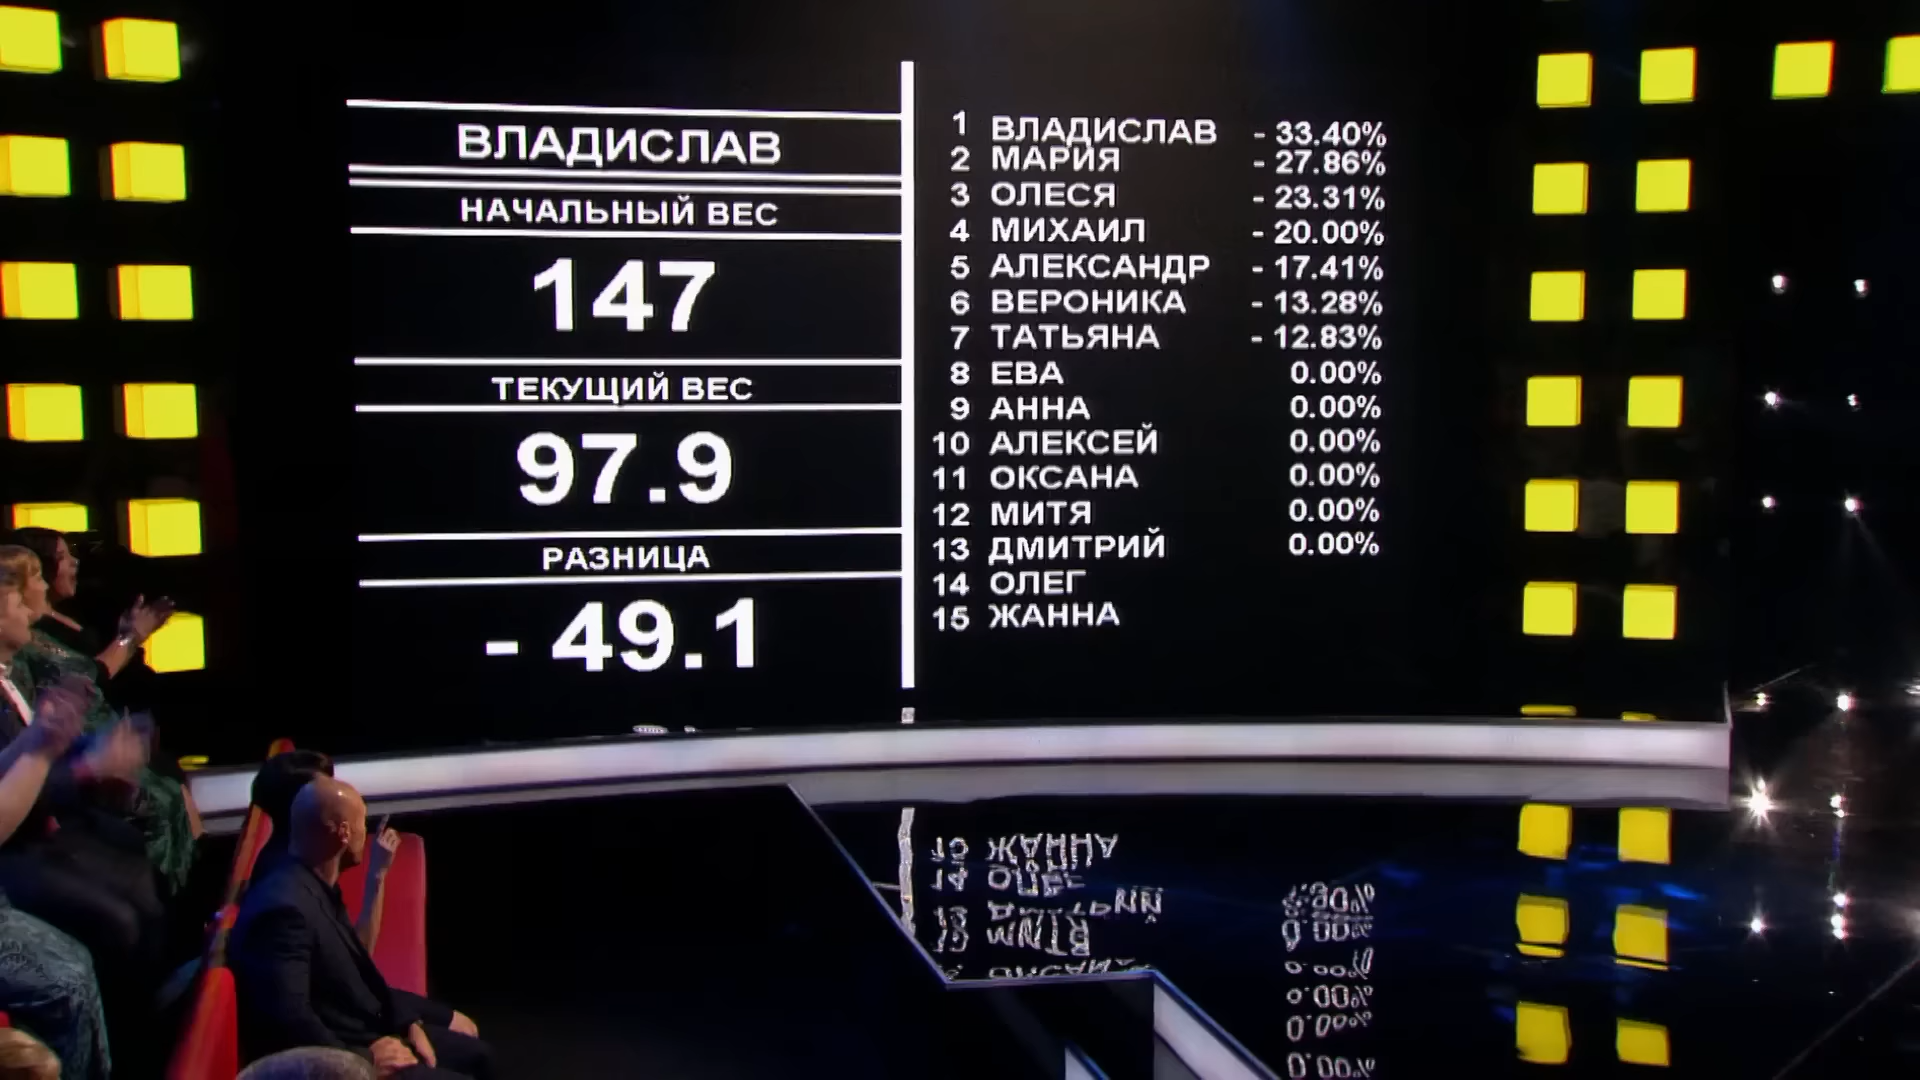 ВЛАДИСЛАВ
НАЧАЛЬНЫЙ ВЕС
147
ТЕКУЩИЙ ВЕС
97.9
РАЗНИЦА
- 49.1
1 ВЛАДИСЛАВ - 33.40%
2 МАРИЯ - 27.86%
3 ОЛЕСЯ - 23.31%
4 МИХАИЛ - 20.00%
5 АЛЕКСАНДР - 17.41%
6 ВЕРОНИКА - 13.28%
7 ТАТЬЯНА - 12.83%
8 ЕВА 0.00%
9 АННА 0.00%
10 АЛЕКСЕЙ 0.00%
11 ОКСАНА 0.00%
12 МИТЯ 0.00%
13 ДМИТРИЙ 0.00%
14 ОЛЕГ
15 ЖАННА